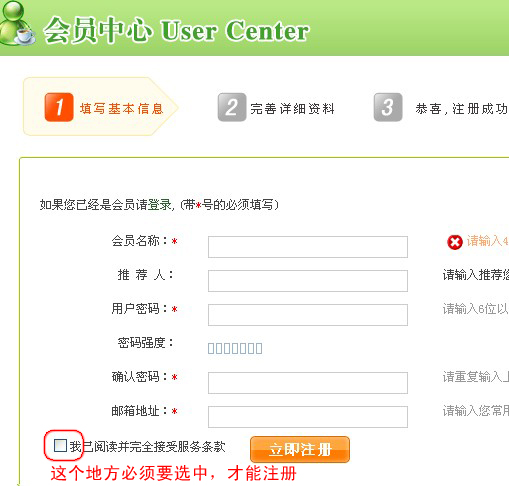 会员中心 User Center
1 填写基本信息 2 完善详细资料 3 恭喜,注册成功
如果您已经是会员请登录, (带*号的必须填写)
会员名称：* 请输入4
推 荐 人： 请输入推荐您
用户密码：* 请输入6位以
密码强度：
确认密码：* 请重复输入上
邮箱地址：* 请输入您常用
我已阅读并完全接受服务条款 立即注册
这个地方必须要选中，才能注册